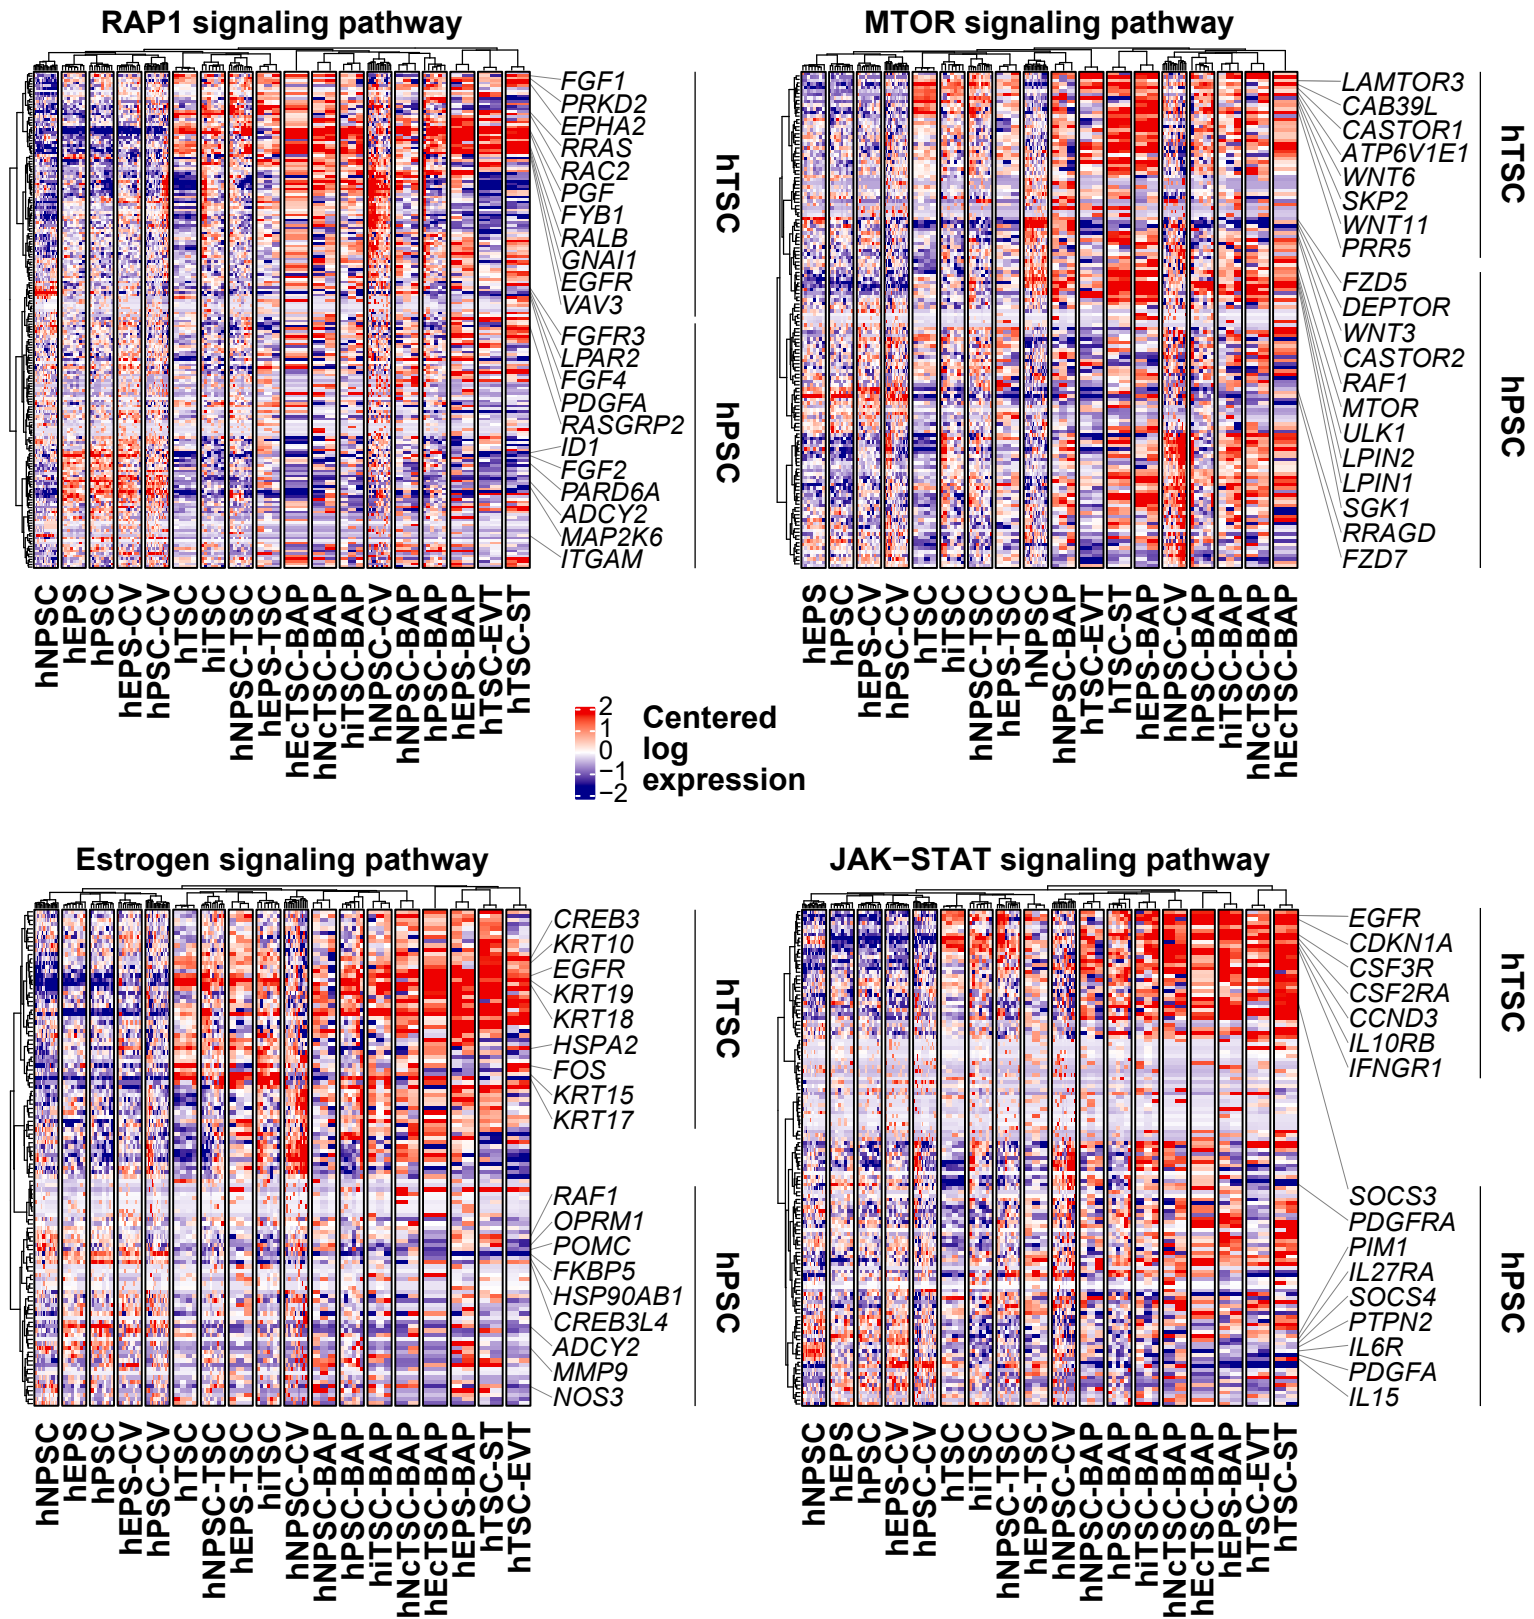 RAP1 signaling pathway
FGF1
PRKD2
EPHA2
RRAS
RAC2
PGF
FYB1
RALB
GNAI1
EGFR
VAV3
hTSC
FGFR3
LPAR2
FGF4
PDGFA
RASGRP2
ID1
FGF2
PARD6A
ADCY2
MAP2K6
ITGAM
hPSC
hNPSC
hEPS
hPSC
hEPS-CV
hPSC-CV
hTSC
hiTSC
hNPSC-TSC
hEPS-TSC
hEcTSC-BAP
hNcTSC-BAP
hiTSC-BAP
hNPSC-CV
hNPSC-BAP
hPSC-BAP
hEPS-BAP
hTSC-EVT
hTSC-ST
MTOR signaling pathway
LAMTOR3
CAB39L
CASTOR1
ATP6V1E1
WNT6
SKP2
WNT11
PRR5
hTSC
FZD5
DEPTOR
WNT3
CASTOR2
RAF1
MTOR
ULK1
LPIN2
LPIN1
SGK1
RRAGD
FZD7
hPSC
hEPS
hPSC
hEPS-CV
hPSC-CV
hTSC
hiTSC
hNPSC-TSC
hEPS-TSC
hNPSC
hNPSC-BAP
hTSC-EVT
hTSC-ST
hEPS-BAP
hNPSC-CV
hPSC-BAP
hiTSC-BAP
hNcTSC-BAP
hEcTSC-BAP
2
1
0
−1
−2
Centered
log
expression
Estrogen signaling pathway
CREB3
KRT10
EGFR
KRT19
KRT18
HSPA2
FOS
KRT15
KRT17
hTSC
RAF1
OPRM1
POMC
FKBP5
HSP90AB1
CREB3L4
ADCY2
MMP9
NOS3
hPSC
hNPSC
hEPS
hPSC
hEPS-CV
hPSC-CV
hTSC
hNPSC-TSC
hEPS-TSC
hiTSC
hNPSC-CV
hNPSC-BAP
hPSC-BAP
hiTSC-BAP
hNcTSC-BAP
hEcTSC-BAP
hEPS-BAP
hTSC-ST
hTSC-EVT
JAK−STAT signaling pathway
EGFR
CDKN1A
CSF3R
CSF2RA
CCND3
IL10RB
IFNGR1
hTSC
SOCS3
PDGFRA
PIM1
IL27RA
SOCS4
PTPN2
IL6R
PDGFA
IL15
hPSC
hNPSC
hEPS
hPSC
hEPS-CV
hPSC-CV
hTSC
hiTSC
hNPSC-TSC
hEPS-TSC
hNPSC-CV
hNPSC-BAP
hPSC-BAP
hiTSC-BAP
hNcTSC-BAP
hEcTSC-BAP
hEPS-BAP
hTSC-EVT
hTSC-ST